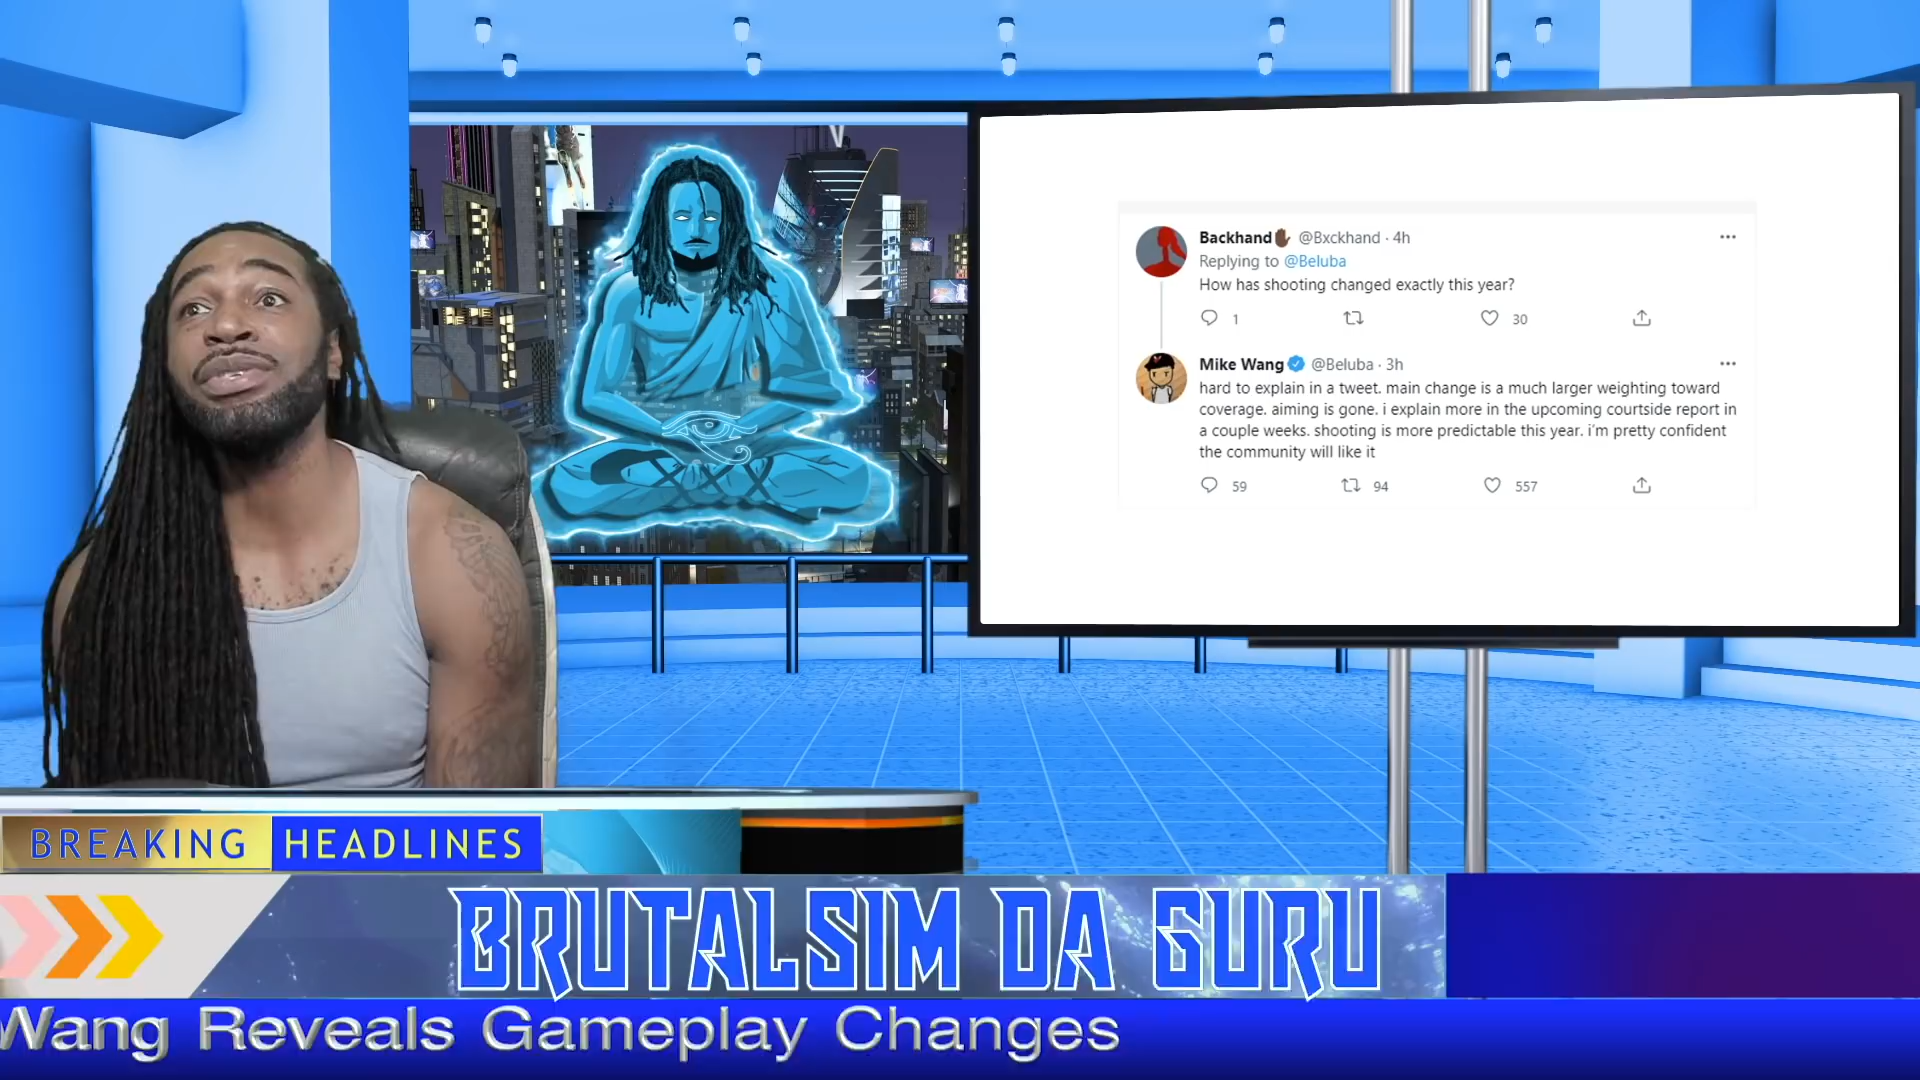 Backhand @Bxckhand · 4h
Replying to @Beluba
How has shooting changed exactly this year?
1 30
Mike Wang @Beluba · 3h
hard to explain in a tweet. main change is a much larger weighting toward
coverage. aiming is gone. i explain more in the upcoming courtside report in
a couple weeks. shooting is more predictable this year. i'm pretty confident
the community will like it
59 94 557
BREAKING HEADLINES
BRUTALSIM DA GURU
Wang Reveals Gameplay Changes